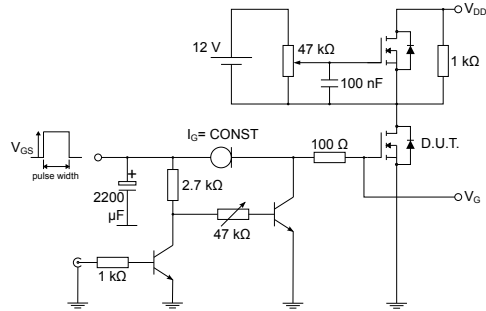 V_DD
12 V
47 kΩ
1 kΩ
100 nF
I_G= CONST
100 Ω
D.U.T.
V_GS
pulse width
+
2.7 kΩ
2200
µF
47 kΩ
V_G
1 kΩ